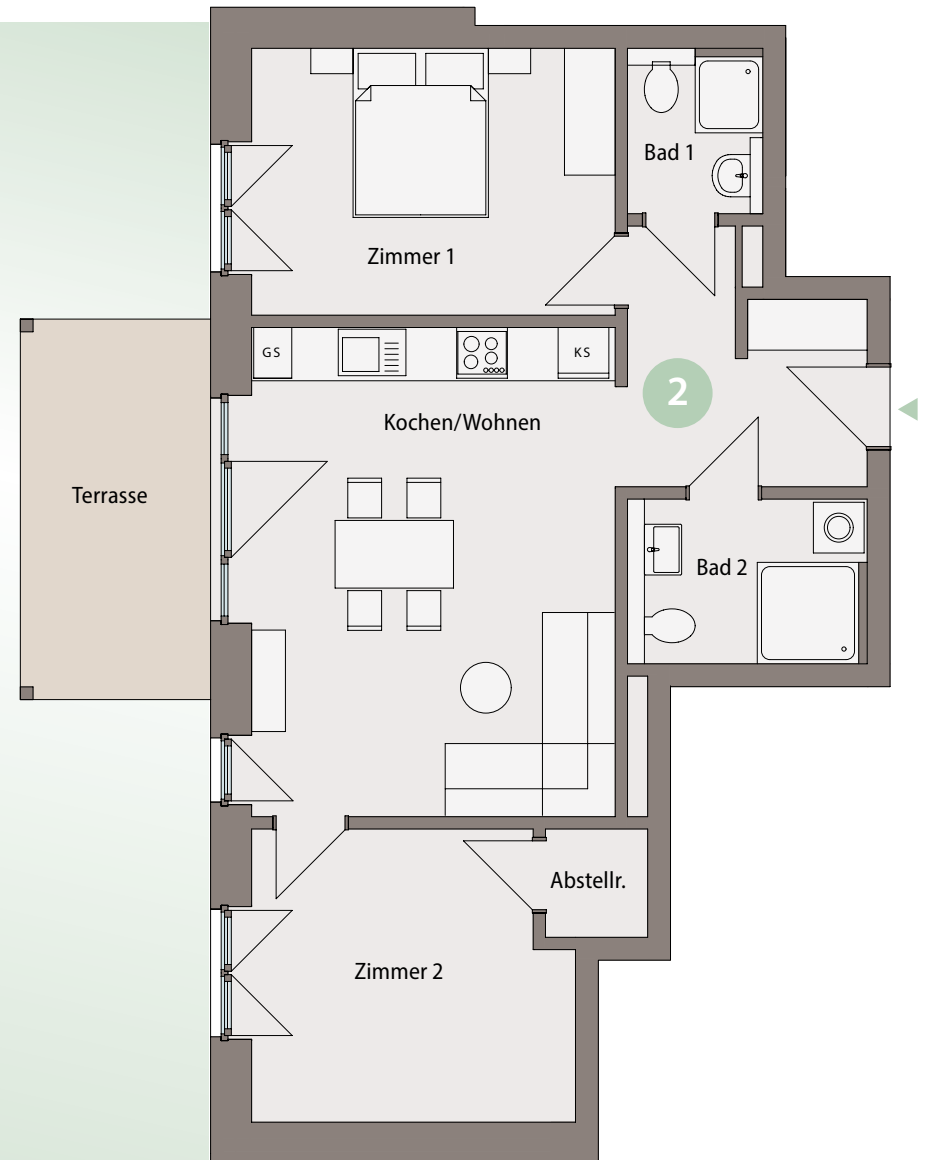 Bad 1
Zimmer 1
GS
KS
2
Kochen/Wohnen
Terrasse
Bad 2
Abstellr.
Zimmer 2